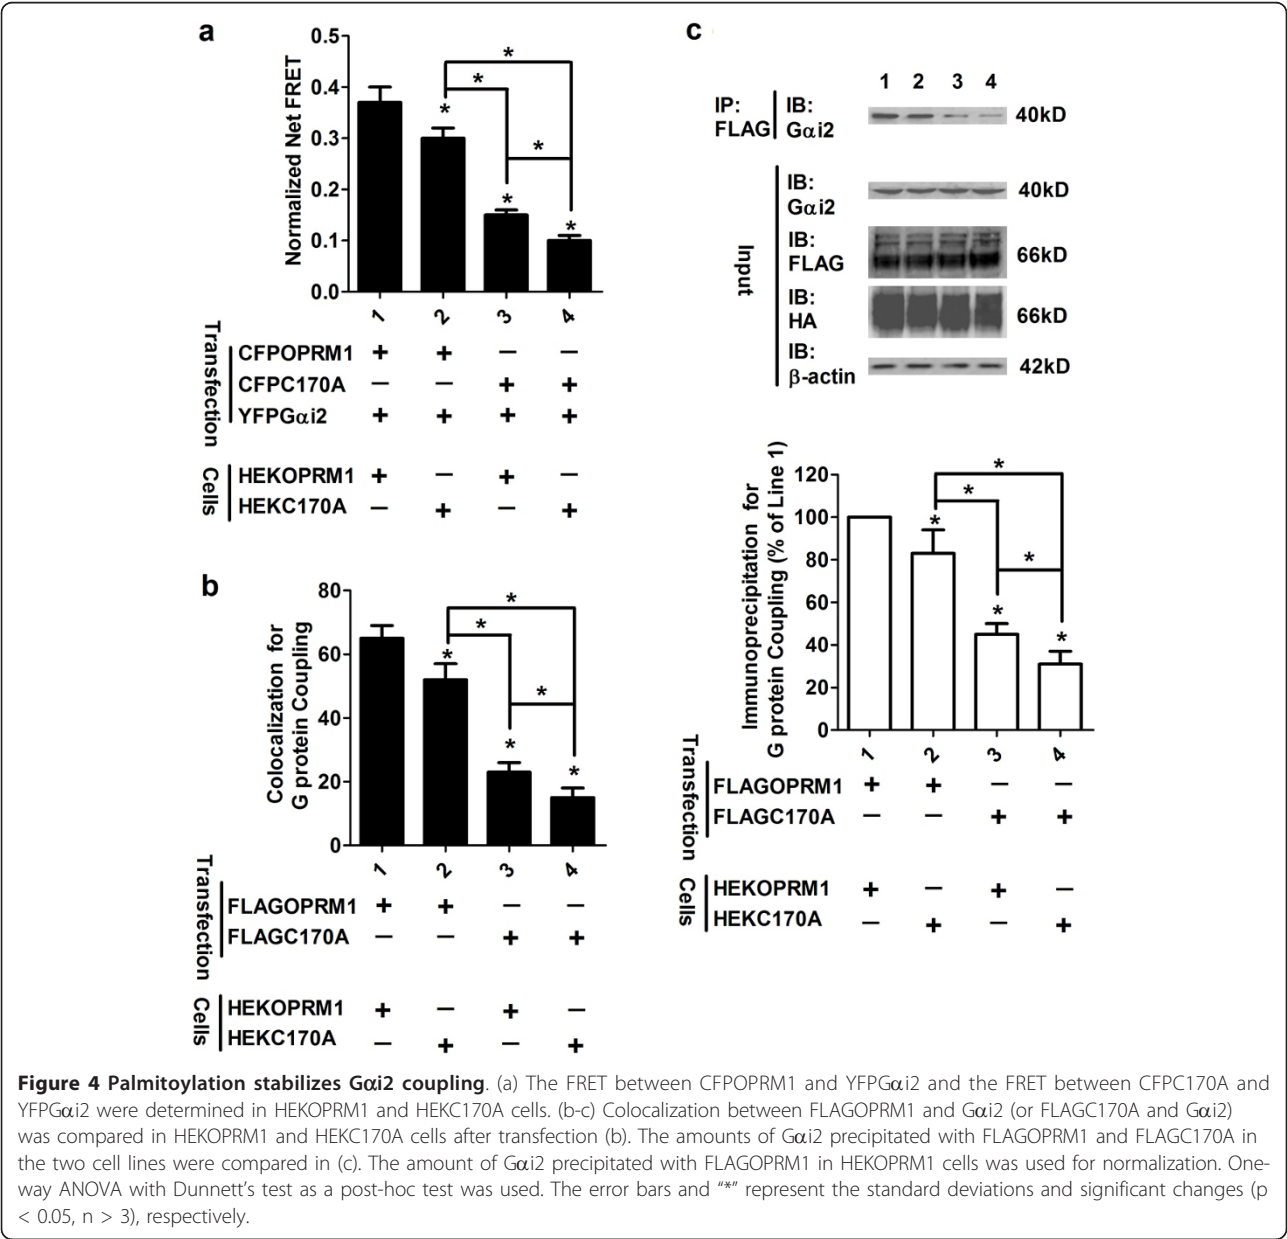 a
Normalized Net FRET
0.5
0.4
0.3
0.2
0.1
0.0
*
*
*
*
*
*
1 2 3 4
Transfection
CFPOPRM1 + + — —
CFPC170A — — + +
YFPGαi2 + + + +
Cells
HEKOPRM1 + — + —
HEKC170A — + — +
b
Colocalization for
G protein Coupling
80
60
40
20
0
*
*
*
*
*
*
1 2 3 4
Transfection
FLAGOPRM1 + + — —
FLAGC170A — — + +
Cells
HEKOPRM1 + — + —
HEKC170A — + — +
c
1 2 3 4
IP: IB:
FLAG Gαi2 40kD
Input
IB:
Gαi2 40kD
IB:
FLAG 66kD
IB:
HA 66kD
IB:
β-actin 42kD
Immunoprecipitation for
G protein Coupling (% of Line 1)
120
100
80
60
40
20
0
*
*
*
*
*
*
1 2 3 4
Transfection
FLAGOPRM1 + + — —
FLAGC170A — — + +
Cells
HEKOPRM1 + — + —
HEKC170A — + — +
Figure 4 Palmitoylation stabilizes Gαi2 coupling. (a) The FRET between CFPOPRM1 and YFPGαi2 and the FRET between CFPC170A and
YFPGαi2 were determined in HEKOPRM1 and HEKC170A cells. (b-c) Colocalization between FLAGOPRM1 and Gαi2 (or FLAGC170A and Gαi2)
was compared in HEKOPRM1 and HEKC170A cells after transfection (b). The amounts of Gαi2 precipitated with FLAGOPRM1 and FLAGC170A in
the two cell lines were compared in (c). The amount of Gαi2 precipitated with FLAGOPRM1 in HEKOPRM1 cells was used for normalization. One-
way ANOVA with Dunnett's test as a post-hoc test was used. The error bars and "*" represent the standard deviations and significant changes (p
< 0.05, n > 3), respectively.